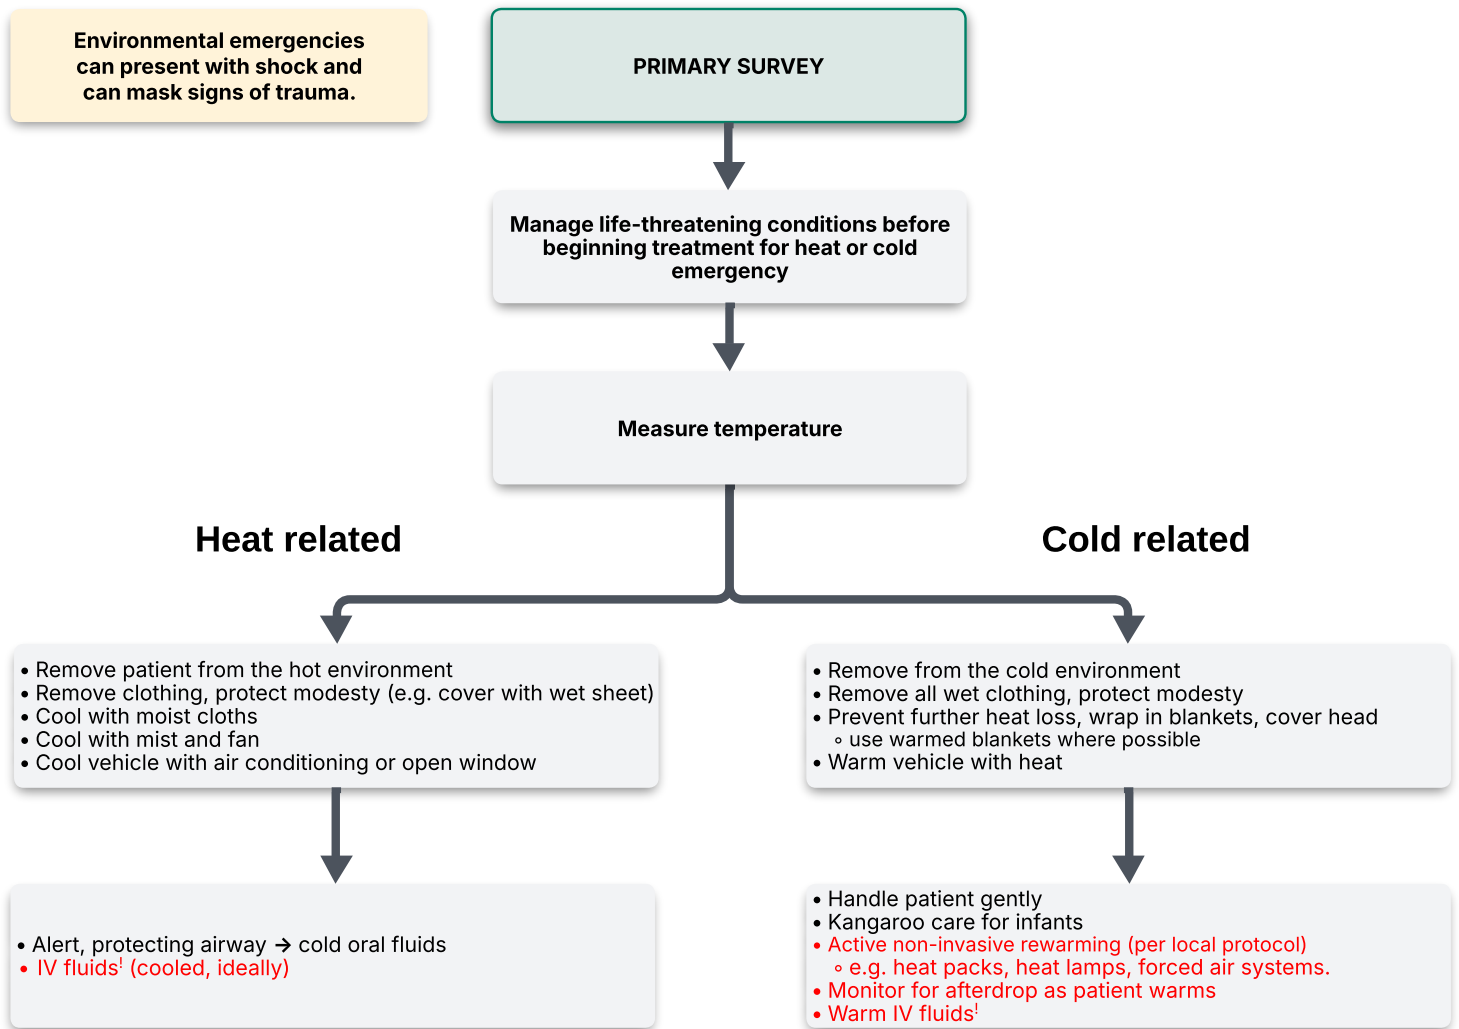 Environmental emergencies
can present with shock and
can mask signs of trauma.
PRIMARY SURVEY
Manage life-threatening conditions before
beginning treatment for heat or cold
emergency
Measure temperature
Heat related
Cold related
• Remove patient from the hot environment
• Remove clothing, protect modesty (e.g. cover with wet sheet)
• Cool with moist cloths
• Cool with mist and fan
• Cool vehicle with air conditioning or open window
• Remove from the cold environment
• Remove all wet clothing, protect modesty
• Prevent further heat loss, wrap in blankets, cover head
∘ use warmed blankets where possible
• Warm vehicle with heat
• Alert, protecting airway → cold oral fluids
• IV fluids! (cooled, ideally)
• Handle patient gently
• Kangaroo care for infants
• Active non-invasive rewarming (per local protocol)
∘ e.g. heat packs, heat lamps, forced air systems.
• Monitor for afterdrop as patient warms
• Warm IV fluids!